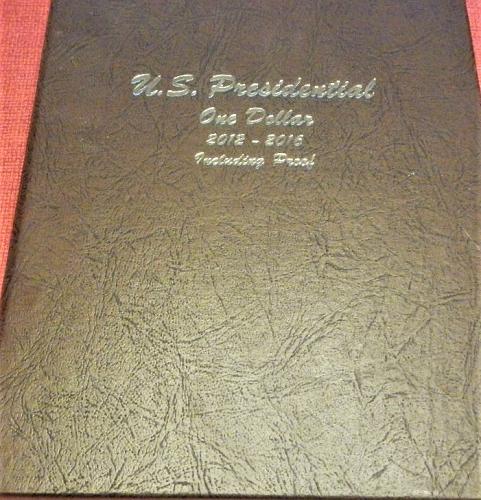 U.S. Presidential
One Dollar
2012 - 2016
Including Proof